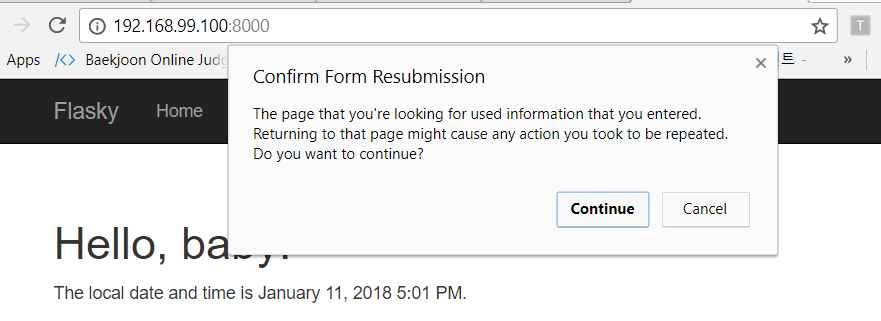 192.168.99.100:8000
T
Apps </> Baekjoon Online Judg
트 - »
Confirm Form Resubmission
The page that you're looking for used information that you entered.
Returning to that page might cause any action you took to be repeated.
Do you want to continue?
Continue Cancel
Flasky Home
Hello, baby!
The local date and time is January 11, 2018 5:01 PM.